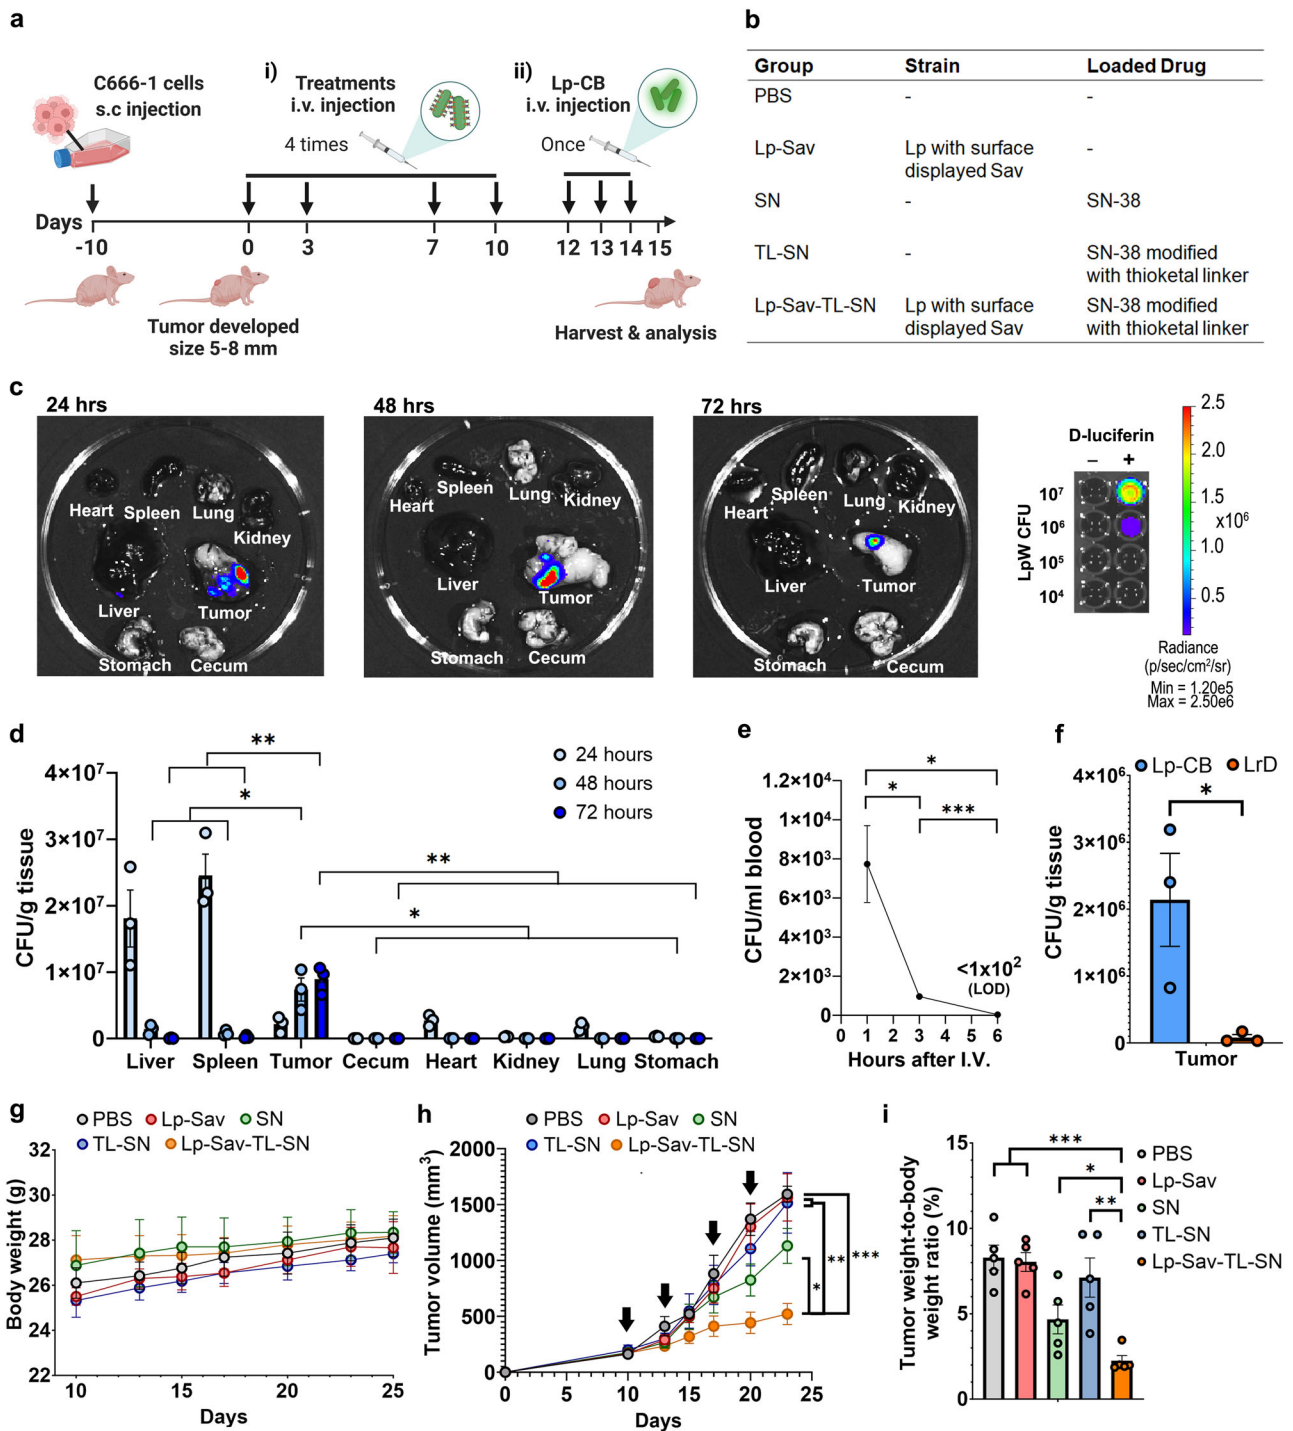 a
C666-1 cells
s.c injection
i)
Treatments
i.v. injection
4 times
ii)
Lp-CB
i.v. injection
Once
Days
-10
0
3
7
10
12
13
14
15
Tumor developed
size 5-8 mm
Harvest & analysis
b
Group Strain Loaded Drug
PBS - -
Lp-Sav Lp with surface -
displayed Sav
SN - SN-38
TL-SN - SN-38 modified
with thioketal linker
Lp-Sav-TL-SN Lp with surface SN-38 modified
displayed Sav with thioketal linker
c
24 hrs
Heart Spleen Lung
Kidney
Liver
Tumor
Stomach Cecum
48 hrs
Heart Spleen Lung Kidney
Liver
Tumor
Stomach Cecum
72 hrs
Heart Spleen Lung Kidney
Liver Tumor
Stomach Cecum
D-luciferin
– +
LpW CFU
10⁷
10⁶
10⁵
10⁴
2.5
2.0
1.5
x10⁶
1.0
0.5
Radiance
(p/sec/cm²/sr)
Min = 1.20e5
Max = 2.50e6
d
CFU/g tissue
4×10⁷
3×10⁷
2×10⁷
1×10⁷
0
**
*
**
*
24 hours
48 hours
72 hours
Liver Spleen Tumor Cecum Heart Kidney Lung Stomach
e
CFU/ml blood
1.2×10⁴
1×10⁴
8×10³
6×10³
4×10³
2×10³
0
*
*
***
<1x10²
(LOD)
0 1 2 3 4 5 6
Hours after I.V.
f
Lp-CB LrD
CFU/g tissue
4×10⁶
3×10⁶
2×10⁶
1×10⁶
0
*
Tumor
g
PBS Lp-Sav SN
TL-SN Lp-Sav-TL-SN
Body weight (g)
32
30
28
26
24
22
10 15 20 25
Days
h
PBS Lp-Sav SN
TL-SN Lp-Sav-TL-SN
Tumor volume (mm³)
2000
1500
1000
500
0
0 5 10 15 20 25
Days
*
**
***
i
Tumor weight-to-body
weight ratio (%)
15
10
5
0
***
*
**
PBS
Lp-Sav
SN
TL-SN
Lp-Sav-TL-SN